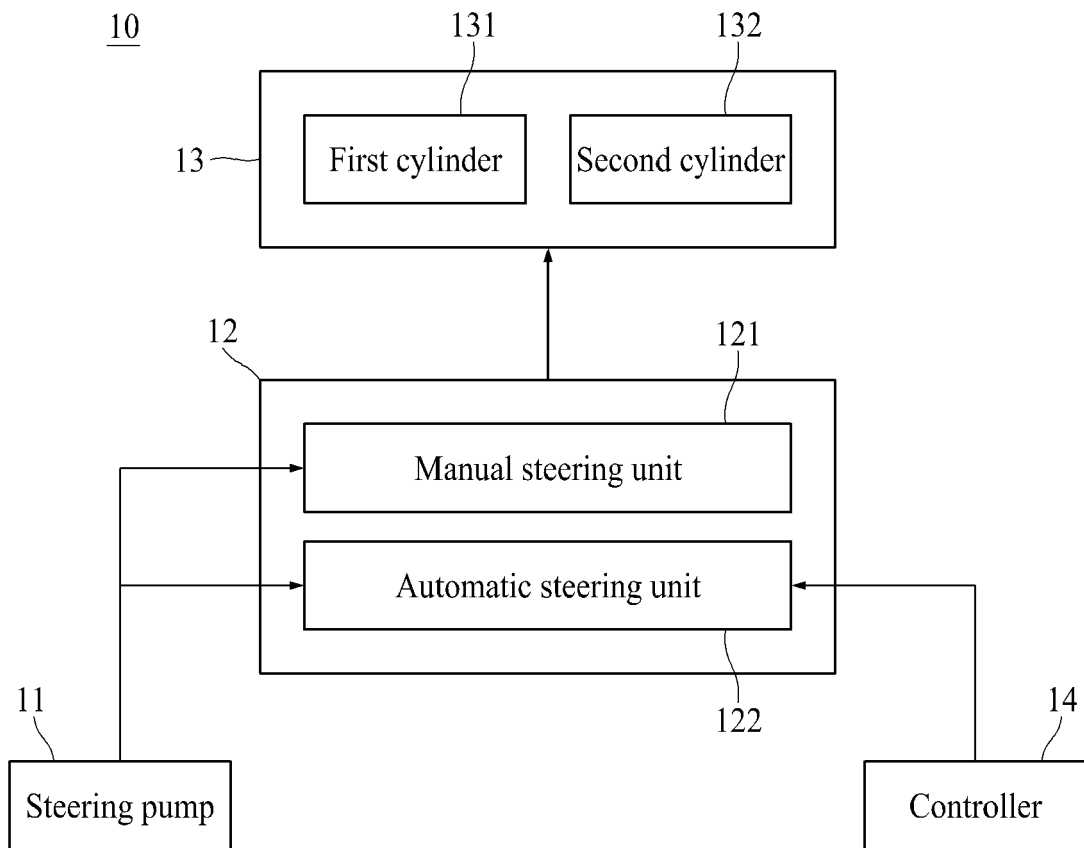 10
131
132
13
First cylinder
Second cylinder
12
121
Manual steering unit
Automatic steering unit
11
122
14
Steering pump
Controller